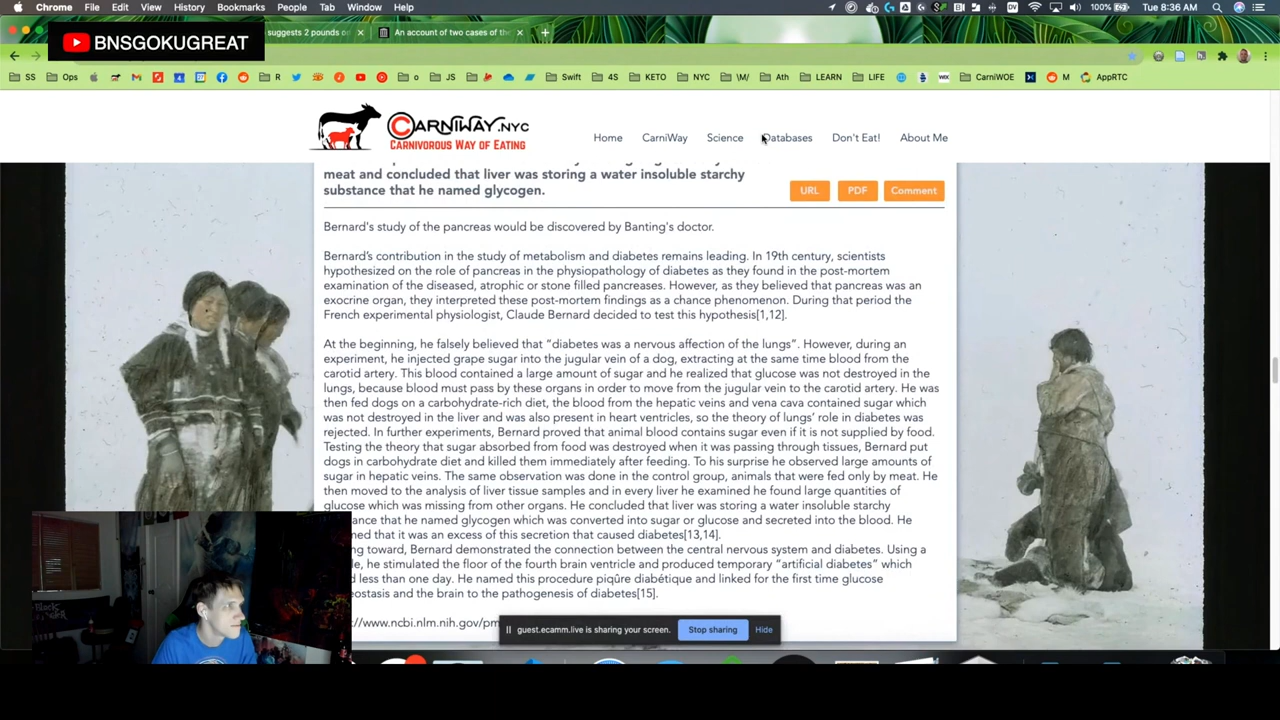 Chrome File Edit View History Bookmarks People Tab Window Help 100% Tue 8:36 AM
BNSGOKUGREAT
suggests 2 pounds o
An account of two cases of the
SS Ops R o JS Swift 4S KETO NYC \M/ Ath LEARN LIFE CarniWOE M AppRTC
CARNIWAY.NYC
CARNIVOROUS WAY OF EATING
Home CarniWay Science Databases Don't Eat! About Me
meat and concluded that liver was storing a water insoluble starchy
substance that he named glycogen.
URL PDF Comment
Bernard's study of the pancreas would be discovered by Banting's doctor.
Bernard's contribution in the study of metabolism and diabetes remains leading. In 19th century, scientists
hypothesized on the role of pancreas in the physiopathology of diabetes as they found in the post-mortem
examination of the diseased, atrophic or stone filled pancreases. However, as they believed that pancreas was an
exocrine organ, they interpreted these post-mortem findings as a chance phenomenon. During that period the
French experimental physiologist, Claude Bernard decided to test this hypothesis[1,12].
At the beginning, he falsely believed that “diabetes was a nervous affection of the lungs”. However, during an
experiment, he injected grape sugar into the jugular vein of a dog, extracting at the same time blood from the
carotid artery. This blood contained a large amount of sugar and he realized that glucose was not destroyed in the
lungs, because blood must pass by these organs in order to move from the jugular vein to the carotid artery. He was
then fed dogs on a carbohydrate-rich diet, the blood from the hepatic veins and vena cava contained sugar which
was not destroyed in the liver and was also present in heart ventricles, so the theory of lungs' role in diabetes was
rejected. In further experiments, Bernard proved that animal blood contains sugar even if it is not supplied by food.
Testing the theory that sugar absorbed from food was destroyed when it was passing through tissues, Bernard put
dogs in carbohydrate diet and killed them immediately after feeding. To his surprise he observed large amounts of
sugar in hepatic veins. The same observation was done in the control group, animals that were fed only by meat. He
then moved to the analysis of liver tissue samples and in every liver he examined he found large quantities of
glucose which was missing from other organs. He concluded that liver was storing a water insoluble starchy
tance that he named glycogen which was converted into sugar or glucose and secreted into the blood. He
med that it was an excess of this secretion that caused diabetes[13,14].
ng toward, Bernard demonstrated the connection between the central nervous system and diabetes. Using a
le, he stimulated the floor of the fourth brain ventricle and produced temporary “artificial diabetes” which
d less than one day. He named this procedure piqûre diabétique and linked for the first time glucose
eostasis and the brain to the pathogenesis of diabetes[15].
://www.ncbi.nlm.nih.gov/pm
guest.ecamm.live is sharing your screen. Stop sharing Hide